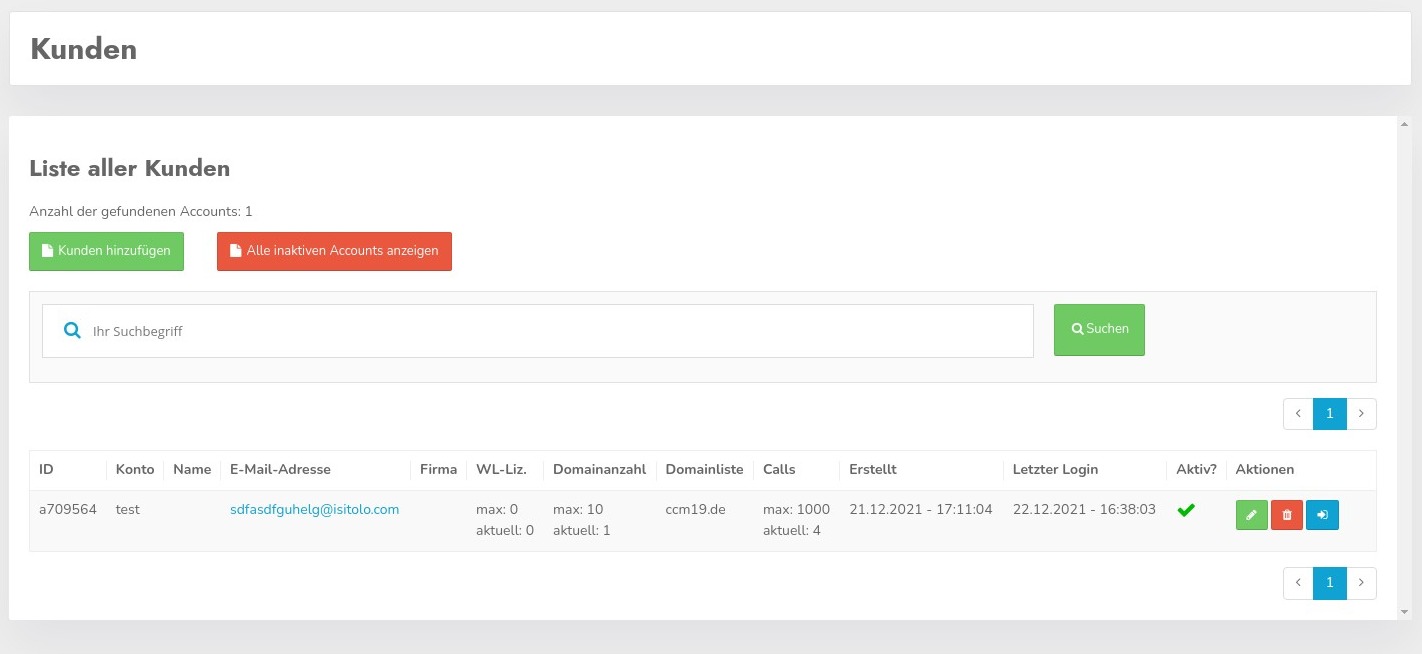 Kunden
Liste aller Kunden
Anzahl der gefundenen Accounts: 1
Kunden hinzufügen Alle inaktiven Accounts anzeigen
Ihr Suchbegriff Suchen
1
ID Konto Name E-Mail-Adresse Firma WL-Liz. Domainanzahl Domainliste Calls Erstellt Letzter Login Aktiv? Aktionen
a709564 test sdfasdfguhelg@isitolo.com max: 0 max: 10 ccm19.de max: 1000 21.12.2021 - 17:11:04 22.12.2021 - 16:38:03
aktuell: 0 aktuell: 1 aktuell: 4
1